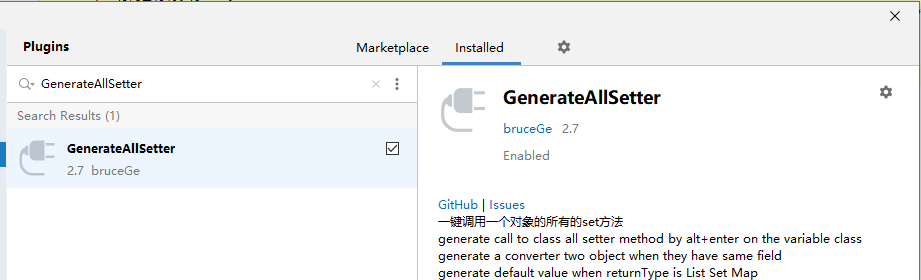 Plugins
Marketplace
Installed
GenerateAllSetter
Search Results (1)
GenerateAllSetter
2.7 bruceGe
GenerateAllSetter
bruceGe 2.7
Enabled
GitHub | Issues
一键调用一个对象的所有的set方法
generate call to class all setter method by alt+enter on the variable class
generate a converter two object when they have same field
generate default value when returnType is List Set Map